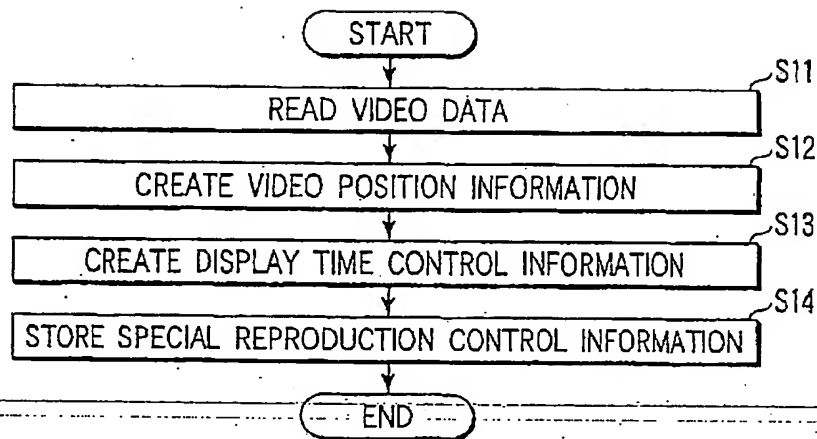 START
S11
READ VIDEO DATA
S12
CREATE VIDEO POSITION INFORMATION
S13
CREATE DISPLAY TIME CONTROL INFORMATION
S14
STORE SPECIAL REPRODUCTION CONTROL INFORMATION
END